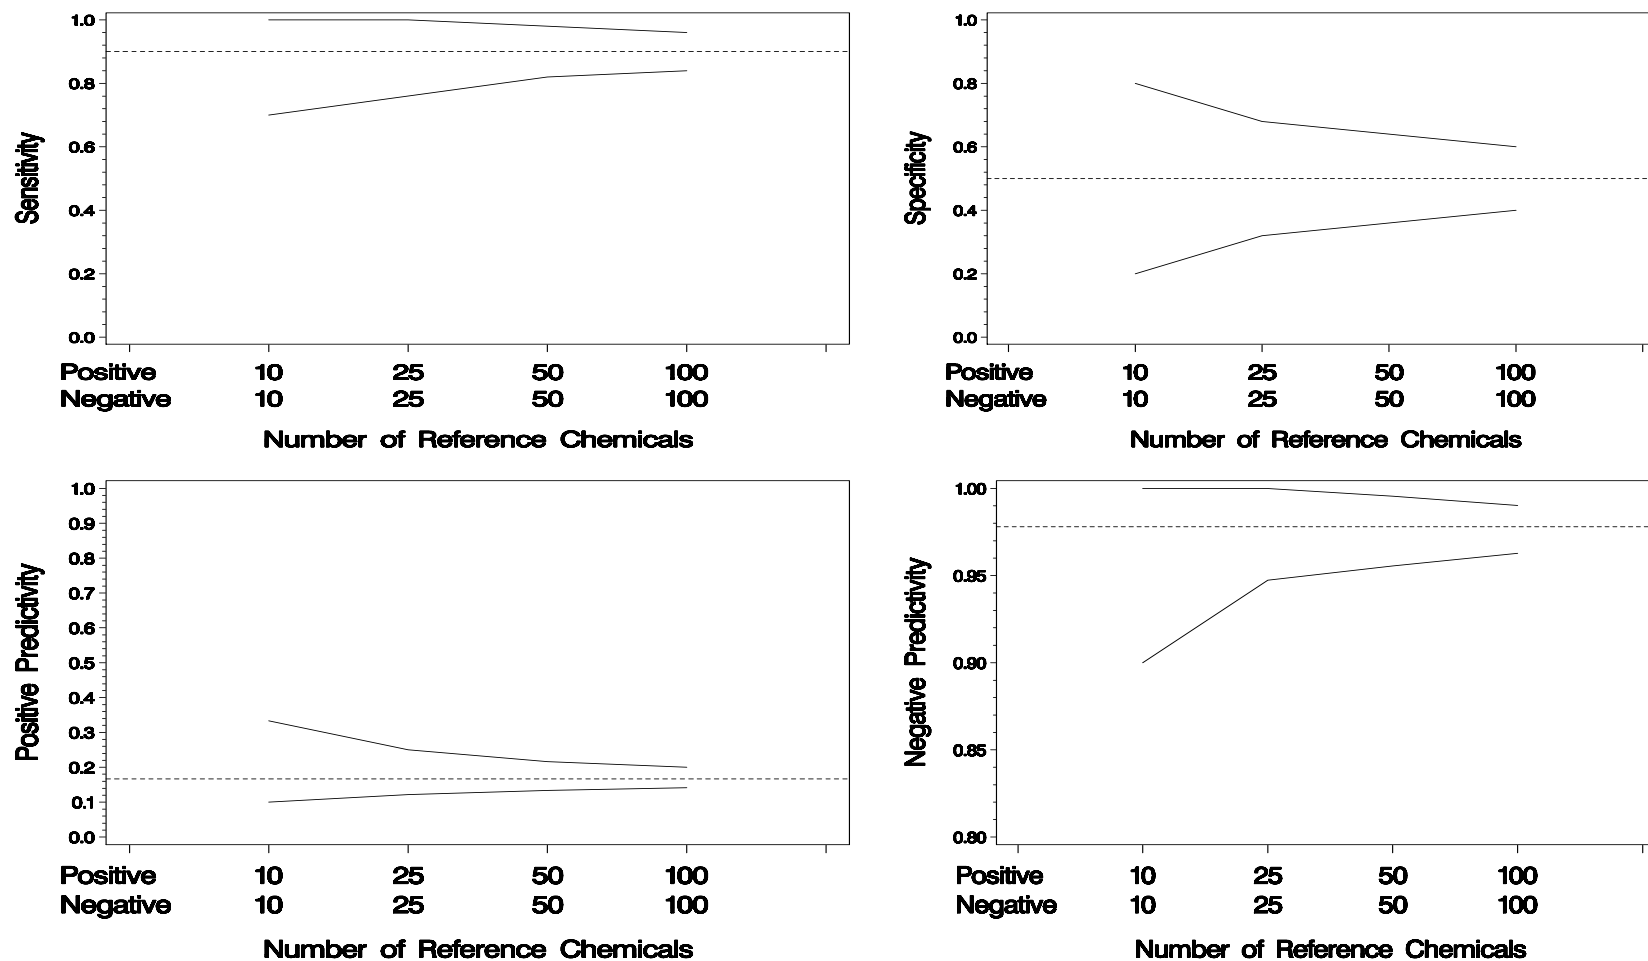 Sensitivity
1.0
0.8
0.6
0.4
0.2
0.0
Positive 10 25 50 100
Negative 10 25 50 100
Number of Reference Chemicals
Specificity
1.0
0.8
0.6
0.4
0.2
0.0
Positive 10 25 50 100
Negative 10 25 50 100
Number of Reference Chemicals
Positive Predictivity
1.0
0.9
0.8
0.7
0.6
0.5
0.4
0.3
0.2
0.1
0.0
Positive 10 25 50 100
Negative 10 25 50 100
Number of Reference Chemicals
Negative Predictivity
1.00
0.95
0.90
0.85
0.80
Positive 10 25 50 100
Negative 10 25 50 100
Number of Reference Chemicals